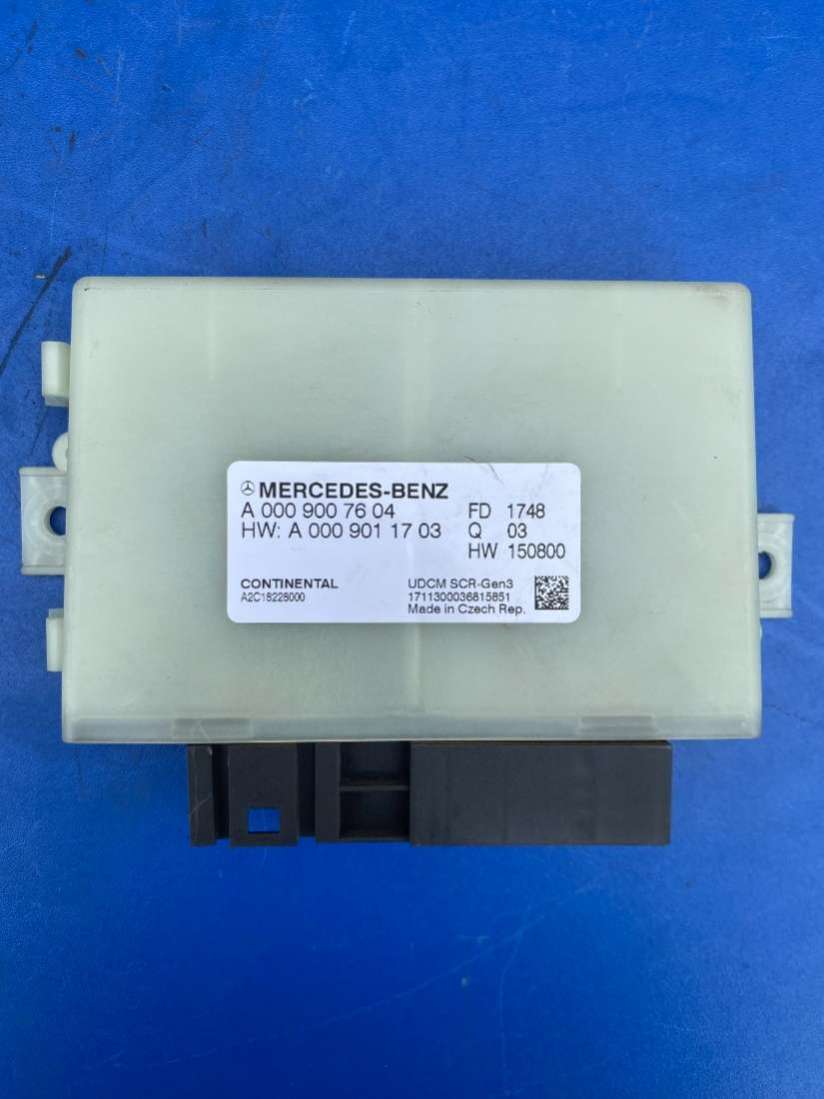 MERCEDES-BENZ
A 000 900 76 04 FD 1748
HW: A 000 901 17 03 Q 03
HW 150800
CONTINENTAL UDCM SCR-Gen3
A2C18228000 1711300036815851
Made in Czech Rep.